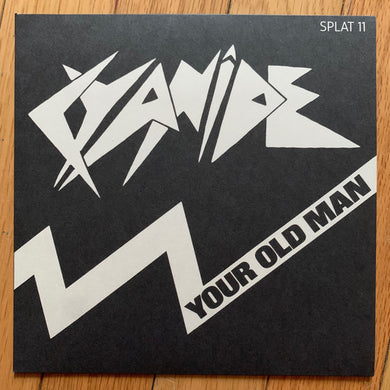 SPLAT 11
CYANIDE
YOUR OLD MAN